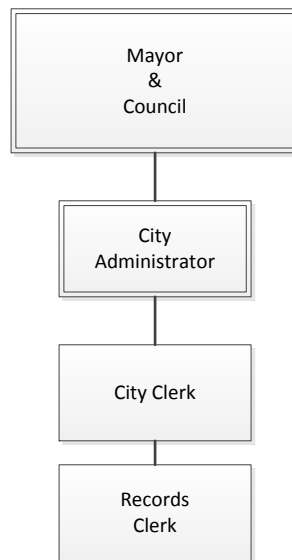 Mayor
&
Council
City
Administrator
City Clerk
Records
Clerk